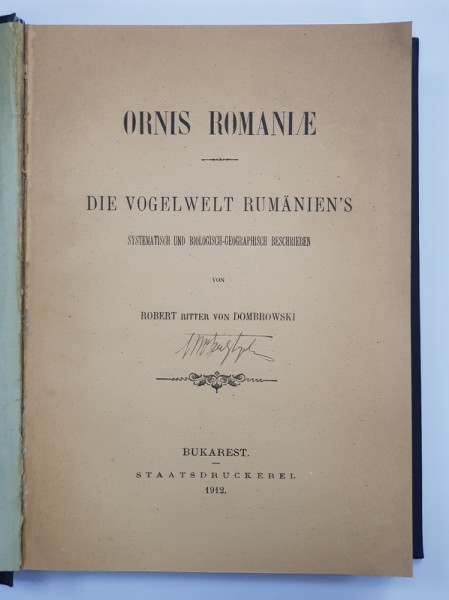 ORNIS ROMANIÆ
DIE VOGELWELT RUMÄNIEN'S
SYSTEMATISCH UND BIOLOGISCH-GEOGRAPHISCH BESCHRIEBEN
VON
ROBERT RITTER VON DOMBROWSKI
BUKAREST.
STAATSDRUCKEREI.
1912.